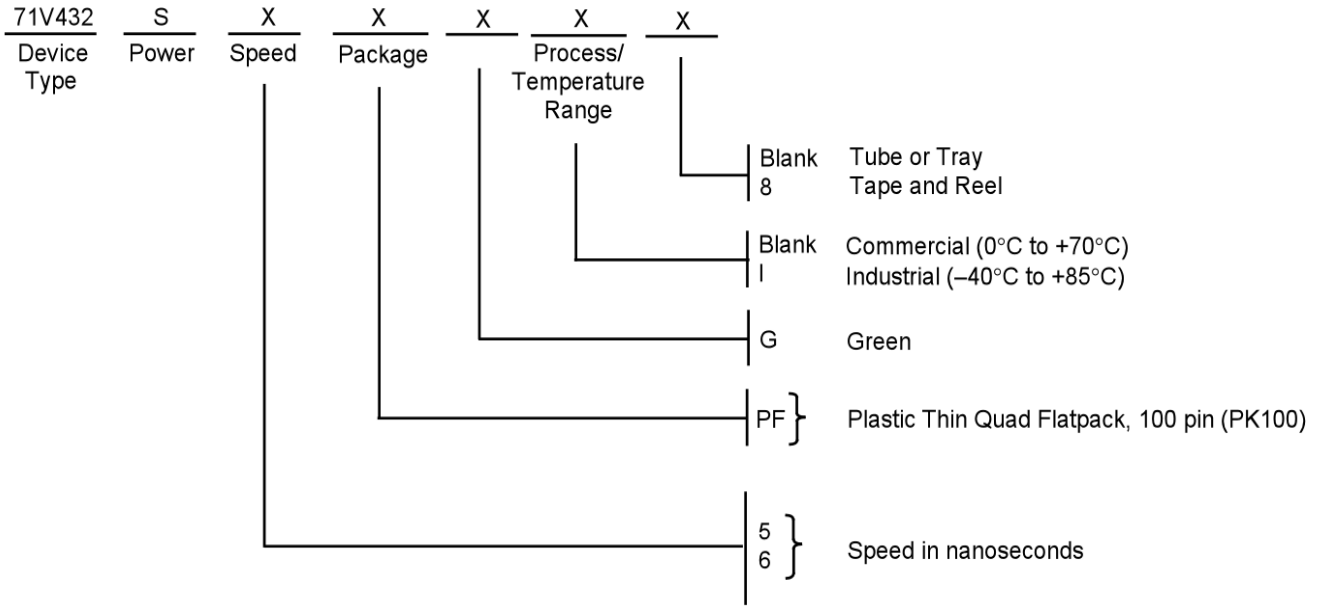 71V432 S X X X X X
Device Type Power Speed Package Process/ Temperature Range
Blank Tube or Tray
8 Tape and Reel
Blank Commercial (0°C to +70°C)
I Industrial (–40°C to +85°C)
G Green
PF } Plastic Thin Quad Flatpack, 100 pin (PK100)
5
6 } Speed in nanoseconds